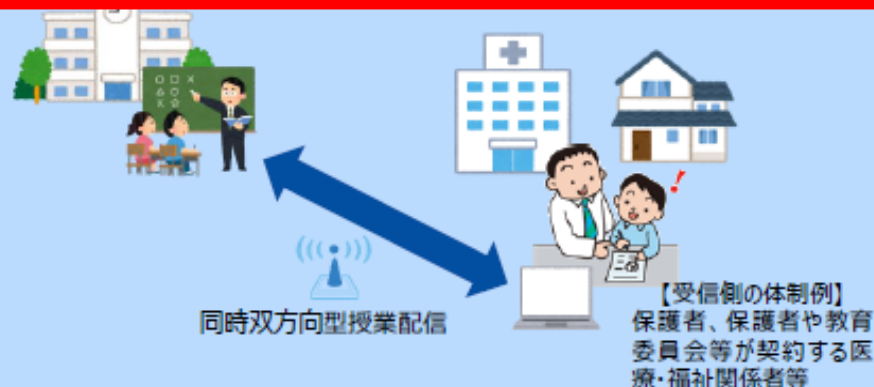 同時双方向型授業配信
【受信側の体制例】
保護者、保護者や教育
委員会等が契約する医
療・福祉関係者等